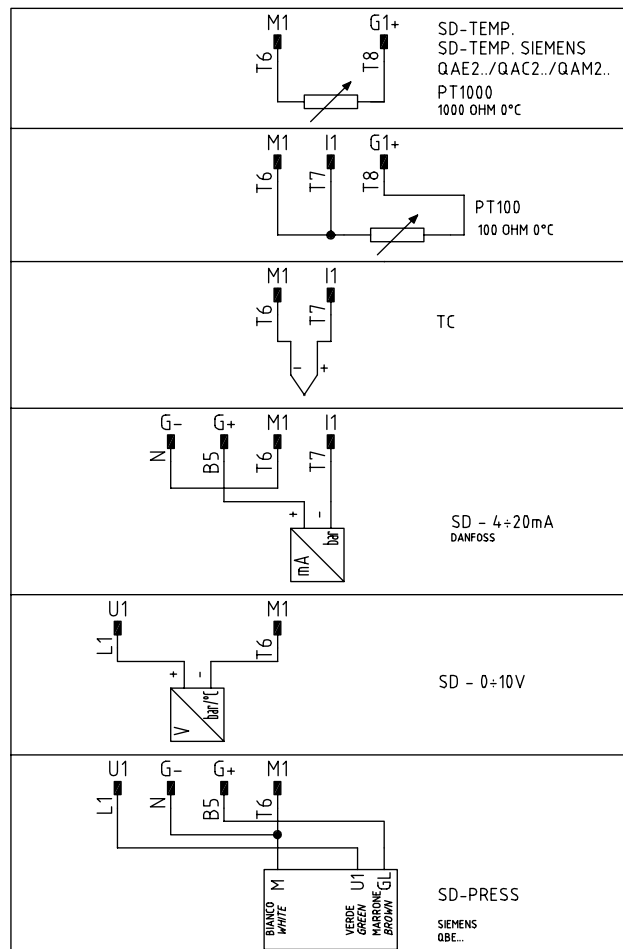 M1 G1+
T6 T8
SD-TEMP.
SD-TEMP. SIEMENS
QAE2../QAC2../QAM2..
PT1000
1000 OHM 0°C
M1 I1 G1+
T6 T7 T8
PT100
100 OHM 0°C
M1 I1
T6 T7
- +
TC
G- G+ M1 I1
N B5 T6 T7
+ -
mA bar
SD - 4÷20mA
DANFOSS
U1 M1
L1 T6
+ -
V bar/°C
SD - 0÷10V
U1 G- G+ M1
L1 N B5 T6
M U1 GL
BIANCO
WHITE
VERDE
GREEN
MARRONE
BROWN
SD-PRESS
SIEMENS
QBE...